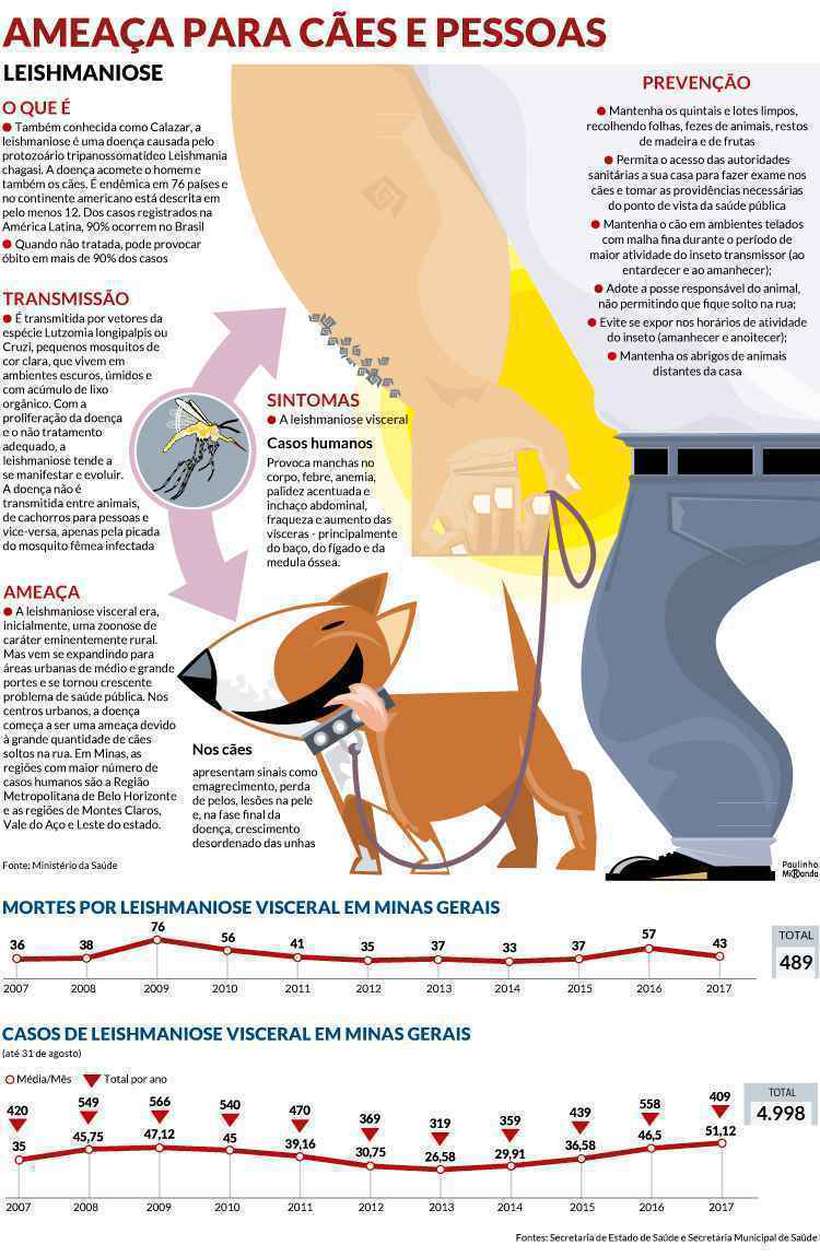 AMEAÇA PARA CÃES E PESSOAS
LEISHMANIOSE
O QUE É
● Também conhecida como Calazar, a
leishmaniose é uma doença causada pelo
protozoário tripanossomatídeo Leishmania
chagasi. A doença acomete o homem e
também os cães. É endêmica em 76 países e
no continente americano está descrita em
pelo menos 12. Dos casos registrados na
América Latina, 90% ocorrem no Brasil
● Quando não tratada, pode provocar
óbito em mais de 90% dos casos
TRANSMISSÃO
● É transmitida por vetores da
espécie Lutzomia longipalpis ou
Cruzi, pequenos mosquitos de
cor clara, que vivem em
ambientes escuros, úmidos e
com acúmulo de lixo
orgânico. Com a
proliferação da doença
e o não tratamento
adequado, a
leishmaniose tende a
se manifestar e evoluir.
A doença não é
transmitida entre animais,
de cachorros para pessoas e
vice-versa, apenas pela picada
do mosquito fêmea infectada
AMEAÇA
● A leishmaniose visceral era,
inicialmente, uma zoonose de
caráter eminentemente rural.
Mas vem se expandindo para
áreas urbanas de médio e grande
portes e se tornou crescente
problema de saúde pública. Nos
centros urbanos, a doença
começa a ser uma ameaça devido
à grande quantidade de cães
soltos na rua. Em Minas, as
regiões com maior número de
casos humanos são a Região
Metropolitana de Belo Horizonte
e as regiões de Montes Claros,
Vale do Aço e Leste do estado.
Fonte: Ministério da Saúde
SINTOMAS
● A leishmaniose visceral
Casos humanos
Provoca manchas no
corpo, febre, anemia,
palidez acentuada e
inchaço abdominal,
fraqueza e aumento das
vísceras - principalmente
do baço, do fígado e da
medula óssea.
Nos cães
apresentam sinais como
emagrecimento, perda
de pelos, lesões na pele
e, na fase final da
doença, crescimento
desordenado das unhas
PREVENÇÃO
● Mantenha os quintais e lotes limpos,
recolhendo folhas, fezes de animais, restos
de madeira e de frutas
● Permita o acesso das autoridades
sanitárias a sua casa para fazer exame nos
cães e tomar as providências necessárias
do ponto de vista da saúde pública
● Mantenha o cão em ambientes telados
com malha fina durante o período de
maior atividade do inseto transmissor (ao
entardecer e ao amanhecer);
● Adote a posse responsável do animal,
não permitindo que fique solto na rua;
● Evite se expor nos horários de atividade
do inseto (amanhecer e anoitecer);
● Mantenha os abrigos de animais
distantes da casa
Paulinho
Miranda
MORTES POR LEISHMANIOSE VISCERAL EM MINAS GERAIS
36 38 76 56 41 35 37 33 37 57 43
2007 2008 2009 2010 2011 2012 2013 2014 2015 2016 2017
TOTAL
489
CASOS DE LEISHMANIOSE VISCERAL EM MINAS GERAIS
(até 31 de agosto)
Média/Mês Total por ano
420 549 566 540 470 369 319 359 439 558 409
35 45,75 47,12 45 39,16 30,75 26,58 29,91 36,58 46,5 51,12
2007 2008 2009 2010 2011 2012 2013 2014 2015 2016 2017
TOTAL
4.998
Fontes: Secretaria de Estado de Saúde e Secretária Municipal de Saúde